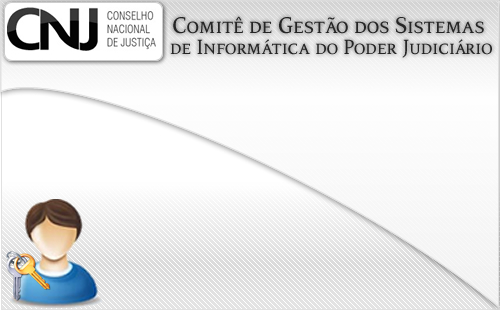 CNJ
CONSELHO
NACIONAL
DE JUSTIÇA
Comitê de Gestão dos Sistemas
de Informática do Poder Judiciário